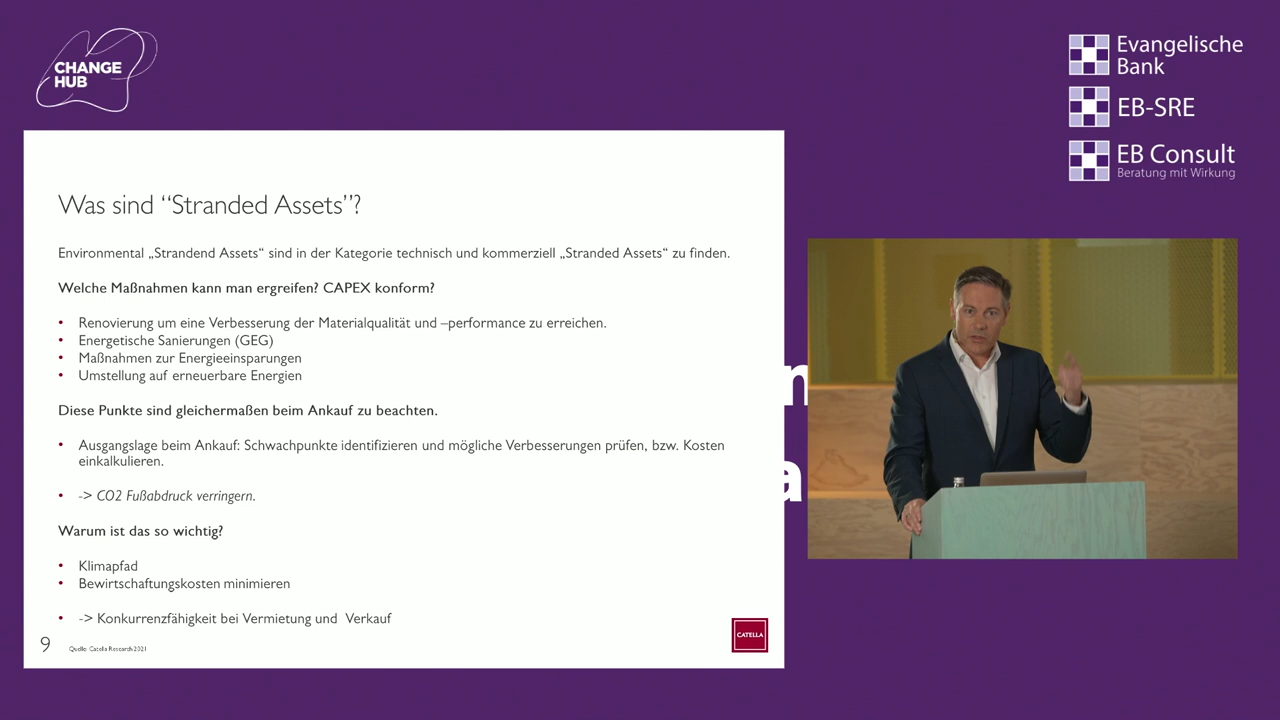 CHANGE
HUB
Evangelische
Bank
EB-SRE
EB Consult
Beratung mit Wirkung
Was sind “Stranded Assets”?
Environmental „Strandend Assets“ sind in der Kategorie technisch und kommerziell „Stranded Assets“ zu finden.
Welche Maßnahmen kann man ergreifen? CAPEX konform?
• Renovierung um eine Verbesserung der Materialqualität und –performance zu erreichen.
• Energetische Sanierungen (GEG)
• Maßnahmen zur Energieeinsparungen
• Umstellung auf erneuerbare Energien
Diese Punkte sind gleichermaßen beim Ankauf zu beachten.
• Ausgangslage beim Ankauf: Schwachpunkte identifizieren und mögliche Verbesserungen prüfen, bzw. Kosten
einkalkulieren.
• -> CO2 Fußabdruck verringern.
Warum ist das so wichtig?
• Klimapfad
• Bewirtschaftungskosten minimieren
• -> Konkurrenzfähigkeit bei Vermietung und Verkauf
9
Quelle: Catella Research 2021
CATELLA
n
a